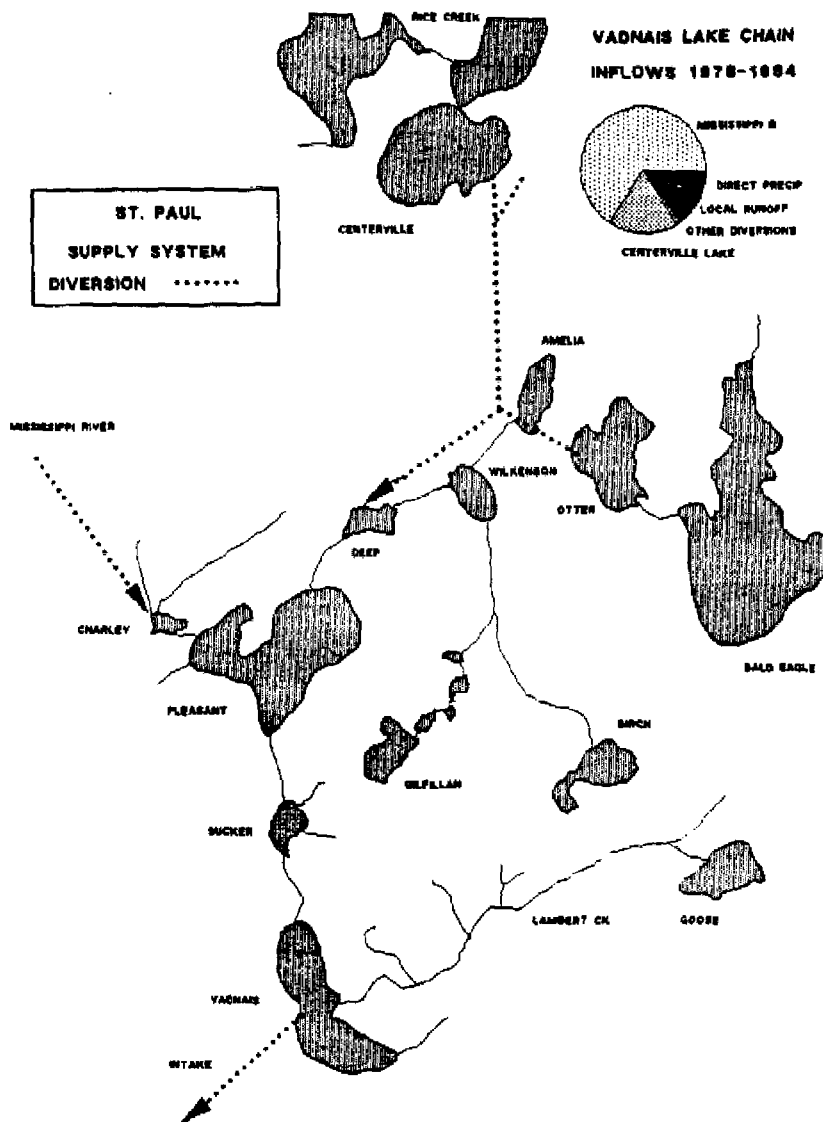 RICE CREEK
VADNAIS LAKE CHAIN
INFLOWS 1978-1984
MISSISSIPPI R
DIRECT PRECIP
LOCAL RUNOFF
OTHER DIVERSIONS
CENTERVILLE LAKE
ST. PAUL
SUPPLY SYSTEM
DIVERSION
CENTERVILLE
AMELIA
MISSISSIPPI RIVER
WILKENSON
OTTER
DEEP
CHARLEY
BALD EAGLE
PLEASANT
BIRCH
GILFILLAN
SUCKER
LAMBERT CK
GOOSE
VADNAIS
INTAKE